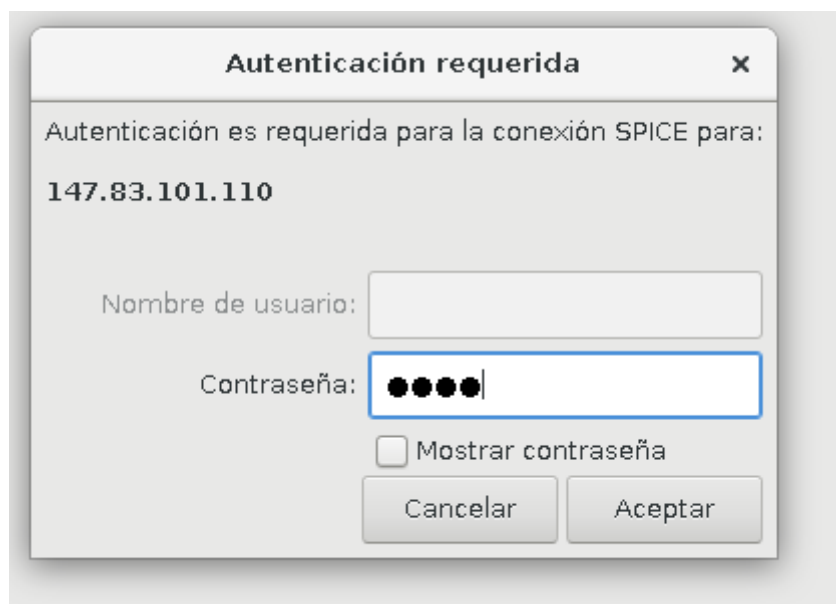 Autenticación requerida
Autenticación es requerida para la conexión SPICE para:
147.83.101.110
Nombre de usuario:
Contraseña: ●●●●
Mostrar contraseña
Cancelar Aceptar